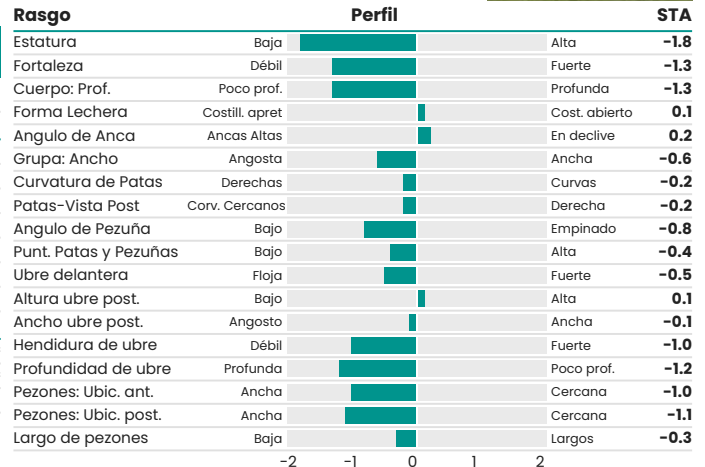 Rasgo Perfil STA
Estatura Baja Alta -1.8
Fortaleza Débil Fuerte -1.3
Cuerpo: Prof. Poco prof. Profunda -1.3
Forma Lechera Costill. apret Cost. abierto 0.1
Angulo de Anca Ancas Altas En declive 0.2
Grupa: Ancho Angosta Ancha -0.6
Curvatura de Patas Derechas Curvas -0.2
Patas-Vista Post Corv. Cercanos Derecha -0.2
Angulo de Pezuña Bajo Empinado -0.8
Punt. Patas y Pezuñas Bajo Alta -0.4
Ubre delantera Floja Fuerte -0.5
Altura ubre post. Bajo Alta 0.1
Ancho ubre post. Angosto Ancha -0.1
Hendidura de ubre Débil Fuerte -1.0
Profundidad de ubre Profunda Poco prof. -1.2
Pezones: Ubic. ant. Ancha Cercana -1.0
Pezones: Ubic. post. Ancha Cercana -1.1
Largo de pezones Baja Largos -0.3
-2 -1 0 1 2